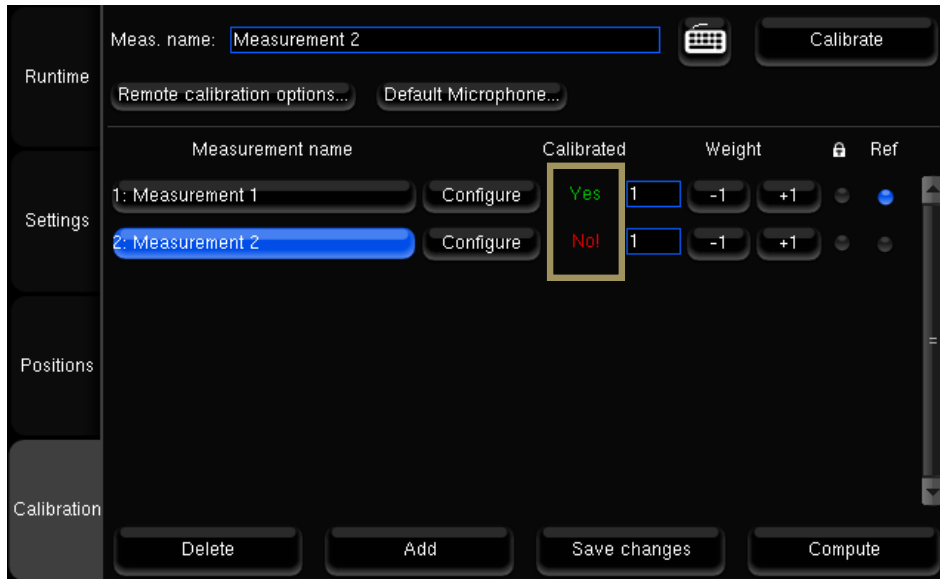 Runtime
Settings
Positions
Calibration
Meas. name: Measurement 2 Calibrate
Remote calibration options... Default Microphone...
Measurement name Calibrated Weight Ref
1: Measurement 1 Configure Yes 1 -1 +1
2: Measurement 2 Configure No! 1 -1 +1
Delete Add Save changes Compute